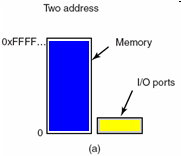 Two address
0xFFFF...
Memory
I/O ports
0
(a)